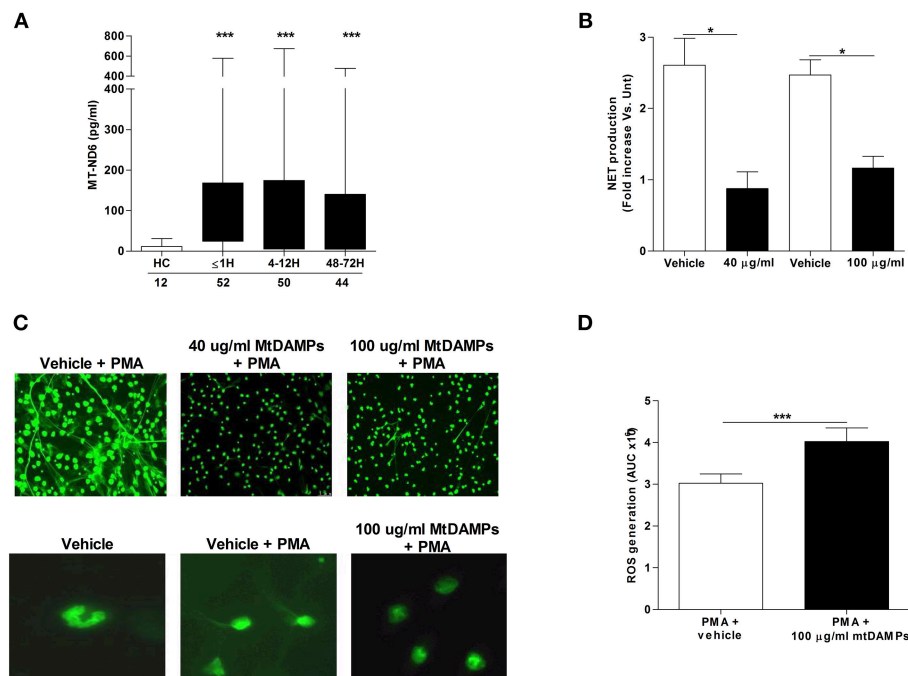 A
MT-ND6 (pg/ml)
800
600
400
200
400
300
200
100
0
*** *** ***
HC ≤1H 4-12H 48-72H
12 52 50 44
B
NET production
(Fold increase Vs. Unt)
3
2
1
0
* *
Vehicle 40 µg/ml Vehicle 100 µg/ml
C
Vehicle + PMA
40 ug/ml MtDAMPs
+ PMA
100 ug/ml MtDAMPs
+ PMA
Vehicle
Vehicle + PMA
100 ug/ml MtDAMPs
+ PMA
D
5
4
3
2
1
0
***
PMA +
vehicle
PMA +
100 µg/ml mtDAMPs
ROS generation (AUC x10